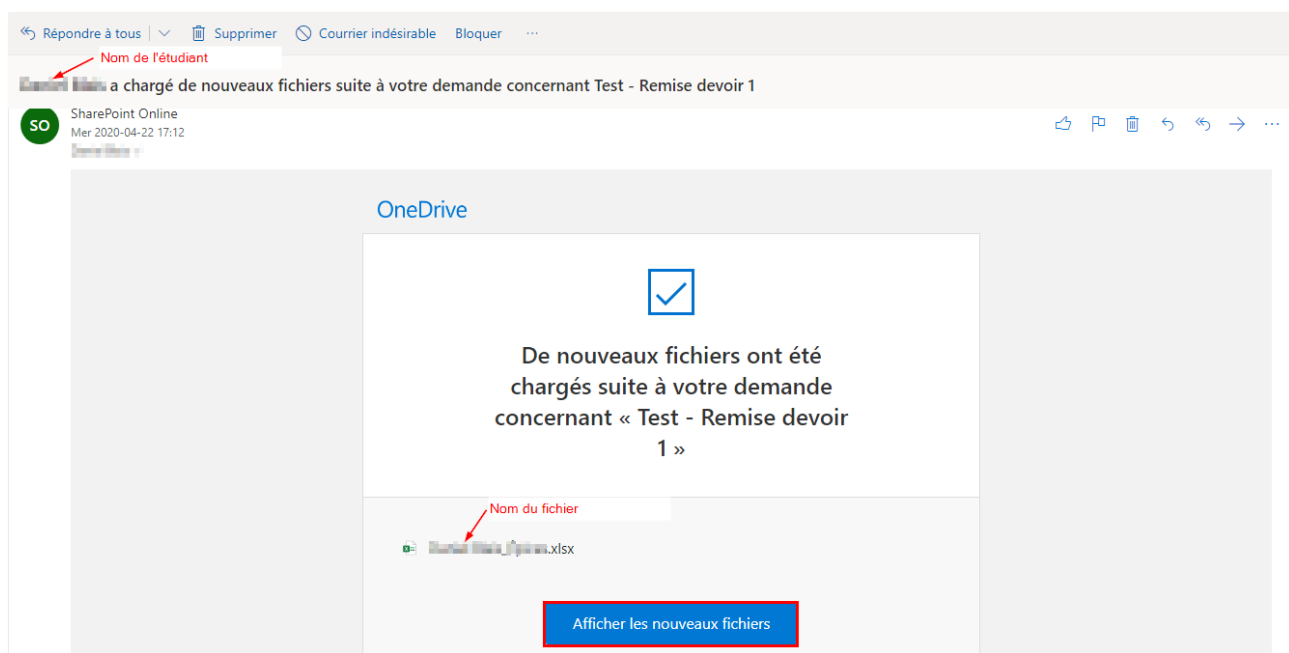 Répondre à tous Supprimer Courrier indésirable Bloquer ...
Nom de l'étudiant
a chargé de nouveaux fichiers suite à votre demande concernant Test - Remise devoir 1
SO
SharePoint Online
Mer 2020-04-22 17:12
OneDrive
De nouveaux fichiers ont été
chargés suite à votre demande
concernant « Test - Remise devoir
1 »
Nom du fichier
.xlsx
Afficher les nouveaux fichiers